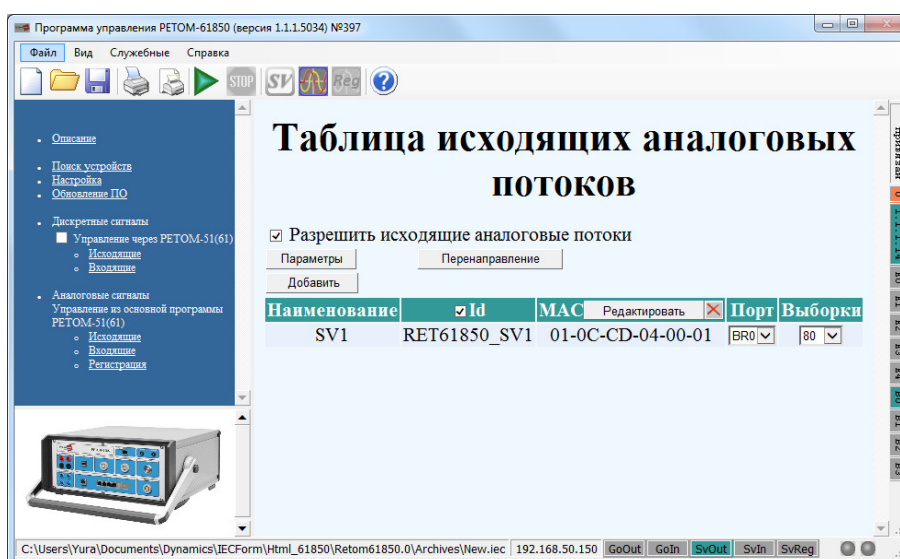 Программа управления РЕТОМ-61850 (версия 1.1.1.5034) №397
Файл Вид Служебные Справка
STOP SV Reg ?
Описание
Поиск устройств
Настройка
Обновление ПО
Дискретные сигналы
Управление через РЕТОМ-51(61)
Исходящие
Входящие
Аналоговые сигналы
Управление из основной программы
РЕТОМ-51(61)
Исходящие
Входящие
Регистрация
Таблица исходящих аналоговых
потоков
Разрешить исходящие аналоговые потоки
Параметры Перенаправление
Добавить
Наименование Id MAC Редактировать Порт Выборки
SV1 RET61850_SV1 01-0C-CD-04-00-01 BR0 80
C:\Users\Yura\Documents\Dynamics\IECForm\Html_61850\Retom61850.0\Archives\New.iec 192.168.50.150 GoOut GoIn SvOut SvIn SvReg